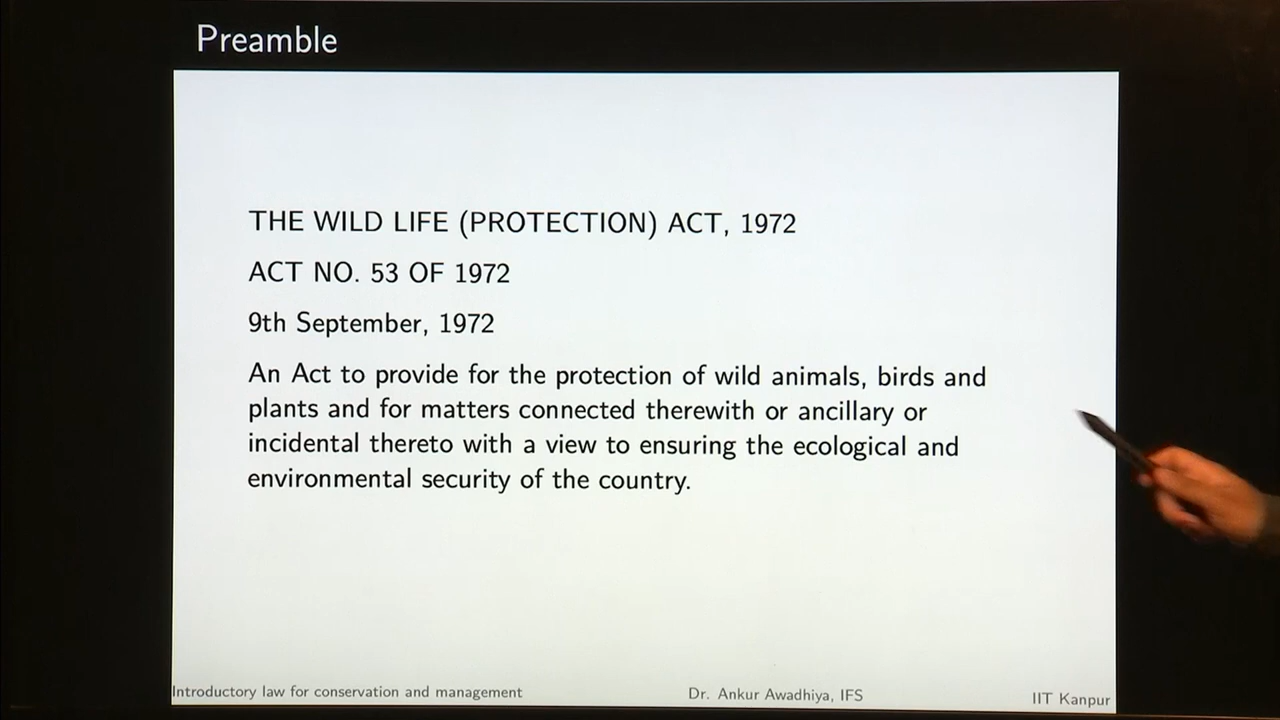 Preamble
THE WILD LIFE (PROTECTION) ACT, 1972
ACT NO. 53 OF 1972
9th September, 1972
An Act to provide for the protection of wild animals, birds and
plants and for matters connected therewith or ancillary or
incidental thereto with a view to ensuring the ecological and
environmental security of the country.
Introductory law for conservation and management Dr. Ankur Awadhiya, IFS IIT Kanpur